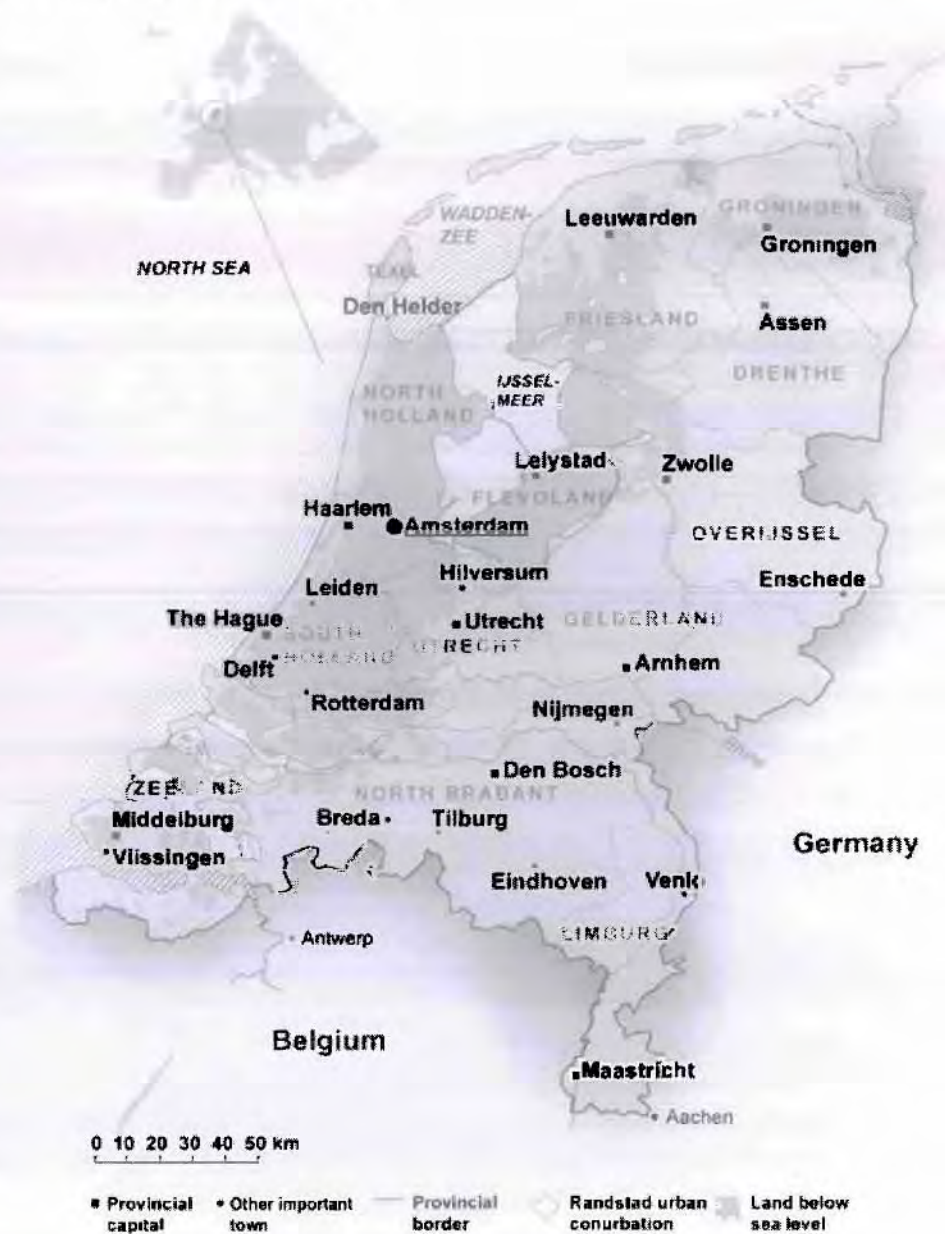 WADDEN-
ZEE
Leeuwarden
GRONINGEN
Groningen
NORTH SEA
TEXEL
Den Helder
FRIESLAND
Assen
DRENTHE
NORTH
HOLLAND
IJSSEL-
MEER
Lelystad
Zwolle
FLEVOLAND
Haarlem
Amsterdam
OVERIJSSEL
Hilversum
Enschede
Leiden
The Hague
Utrecht
GELDERLAND
SOUTH
HOLLAND
UTRECHT
Delft
Arnhem
Rotterdam
Nijmegen
Den Bosch
NORTH BRABANT
Middelburg
Breda
Tilburg
Germany
Vlissingen
Eindhoven
LIMBURG
Antwerp
Belgium
Maastricht
Aachen
0 10 20 30 40 50 km
Provincial
capital
Other important
town
Provincial
border
Randstad urban
conurbation
Land below
sea level